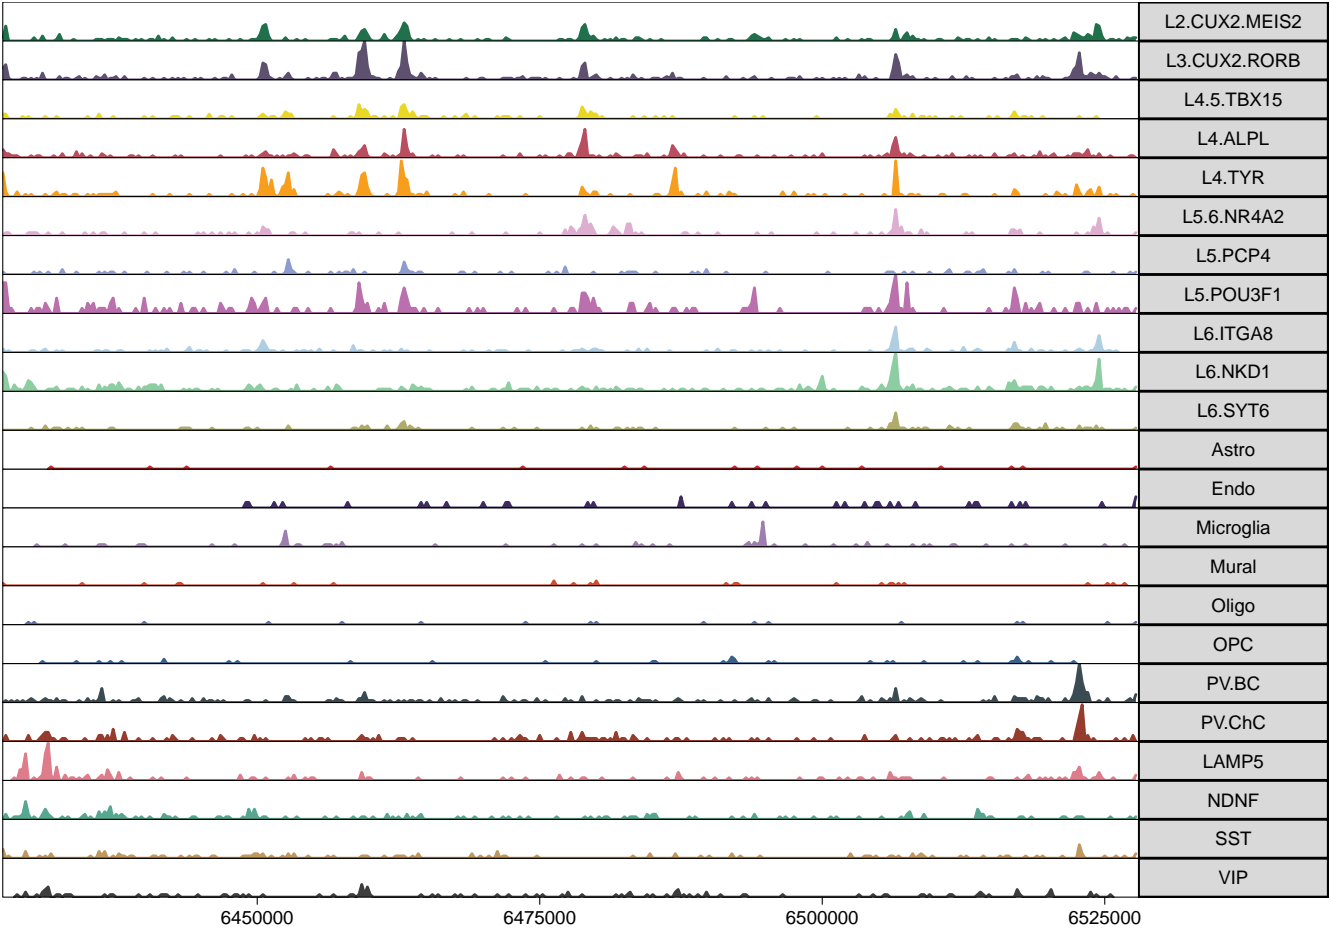 L2.CUX2.MEIS2
L3.CUX2.RORB
L4.5.TBX15
L4.ALPL
L4.TYR
L5.6.NR4A2
L5.PCP4
L5.POU3F1
L6.ITGA8
L6.NKD1
L6.SYT6
Astro
Endo
Microglia
Mural
Oligo
OPC
PV.BC
PV.ChC
LAMP5
NDNF
SST
VIP
6450000 6475000 6500000 6525000